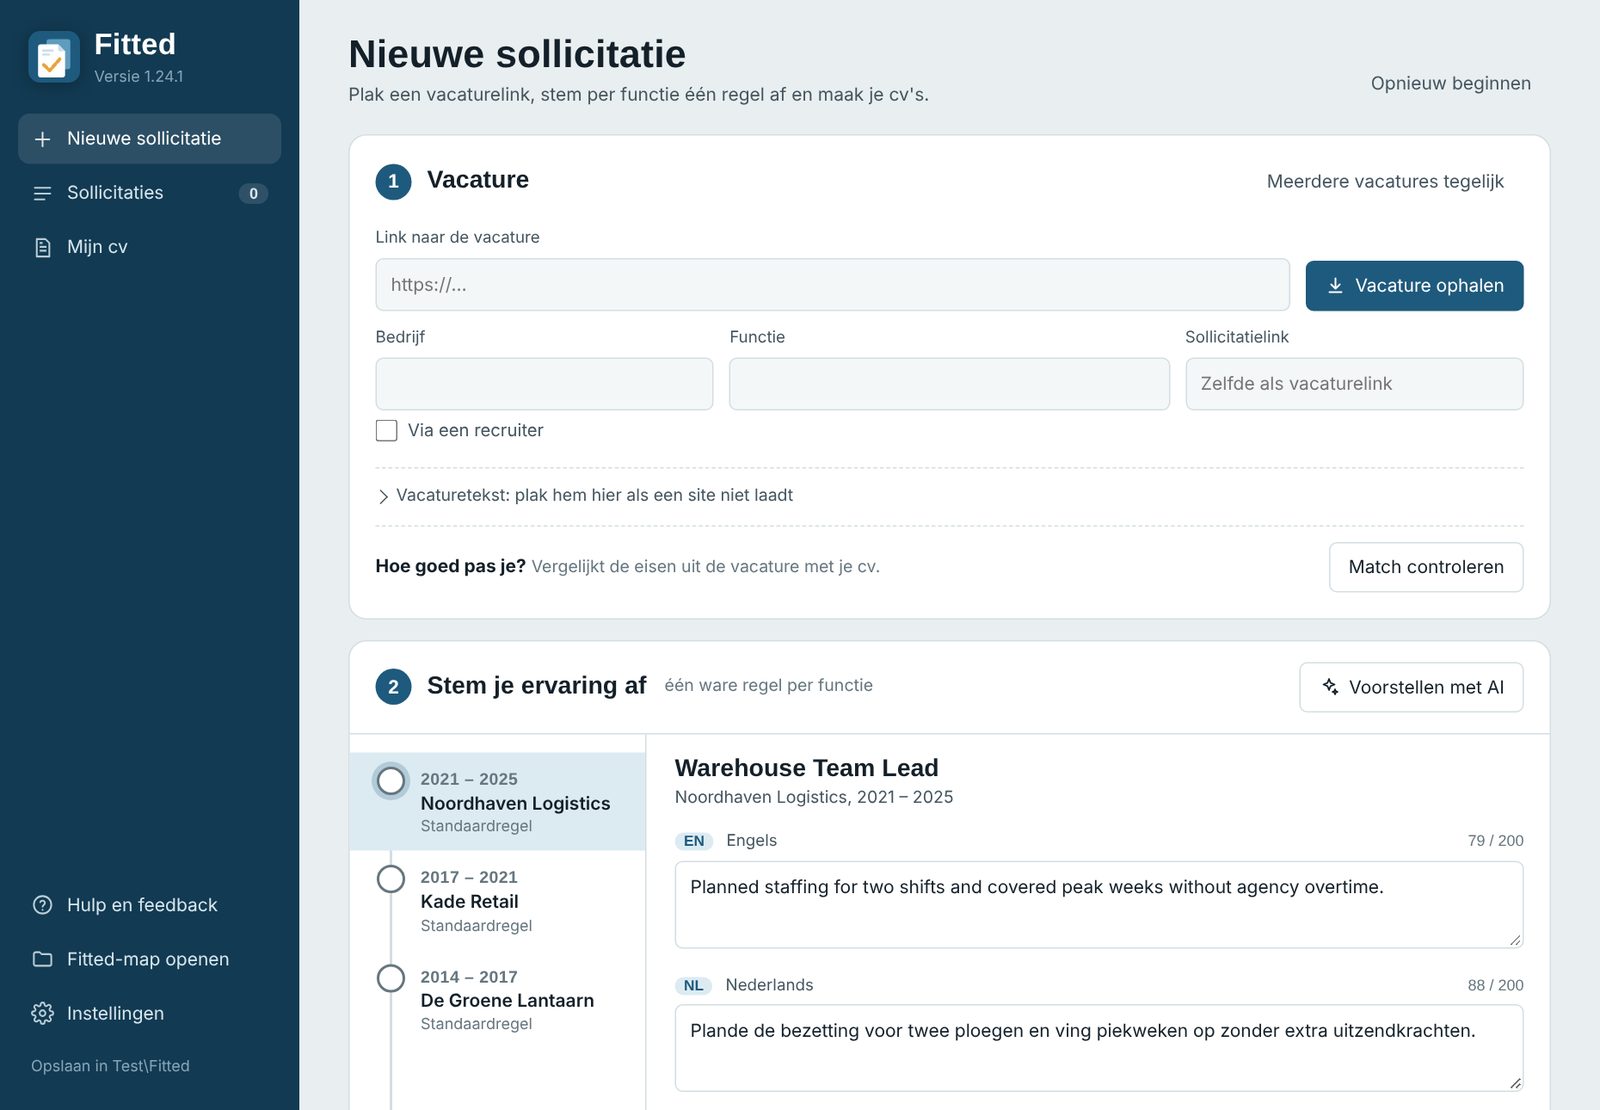 Fitted
Versie 1.24.1
Nieuwe sollicitatie
Sollicitaties 0
Mijn cv
Hulp en feedback
Fitted-map openen
Instellingen
Opslaan in Test\Fitted
Nieuwe sollicitatie
Plak een vacaturelink, stem per functie één regel af en maak je cv's.
Opnieuw beginnen
1 Vacature
Meerdere vacatures tegelijk
Link naar de vacature
https://...
Vacature ophalen
Bedrijf Functie Sollicitatielink
Zelfde als vacaturelink
Via een recruiter
Vacaturetekst: plak hem hier als een site niet laadt
Hoe goed pas je? Vergelijkt de eisen uit de vacature met je cv.
Match controleren
2 Stem je ervaring af één ware regel per functie
Voorstellen met AI
2021 – 2025
Noordhaven Logistics
Standaardregel
2017 – 2021
Kade Retail
Standaardregel
2014 – 2017
De Groene Lantaarn
Standaardregel
Warehouse Team Lead
Noordhaven Logistics, 2021 – 2025
EN Engels 79 / 200
Planned staffing for two shifts and covered peak weeks without agency overtime.
NL Nederlands 88 / 200
Plande de bezetting voor twee ploegen en ving piekweken op zonder extra uitzendkrachten.